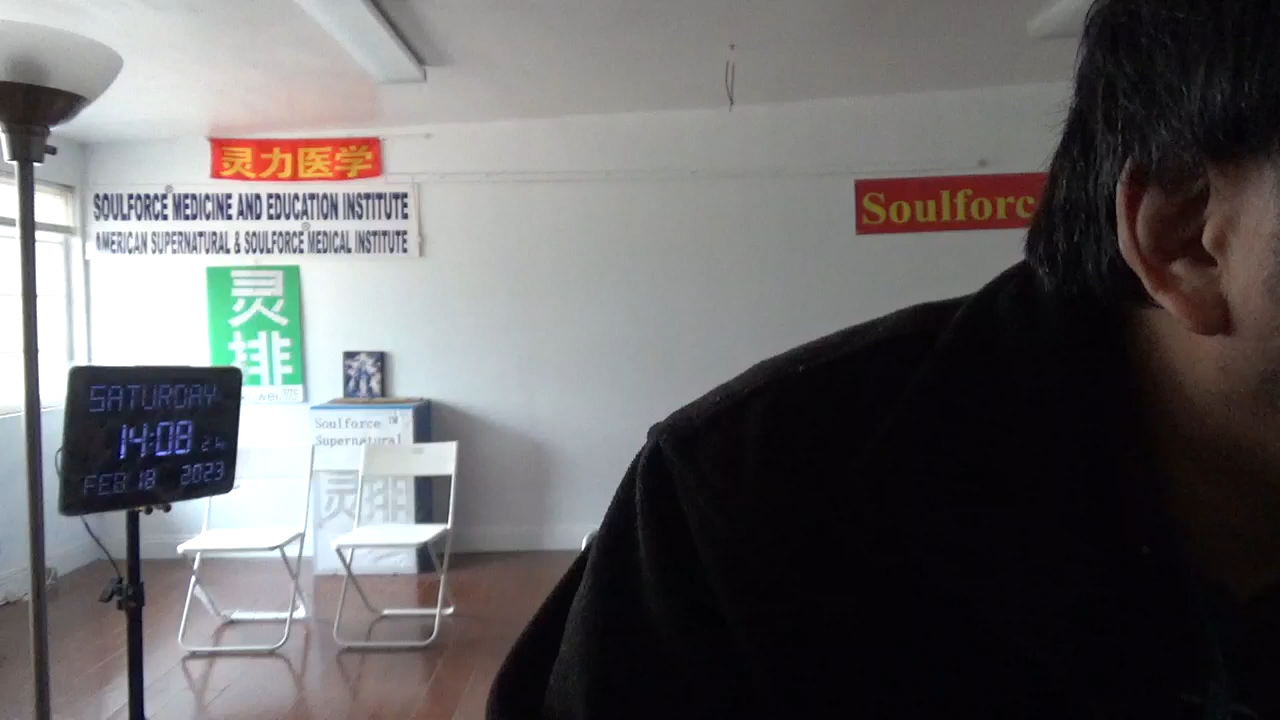 灵力医学
SOULFORCE MEDICINE AND EDUCATION INSTITUTE
AMERICAN SUPERNATURAL & SOULFORCE MEDICAL INSTITUTE
Soulforc
灵
排
SATURDAY
14:08
FEB 18 2023
Soulforce TM
Supernatural
灵排